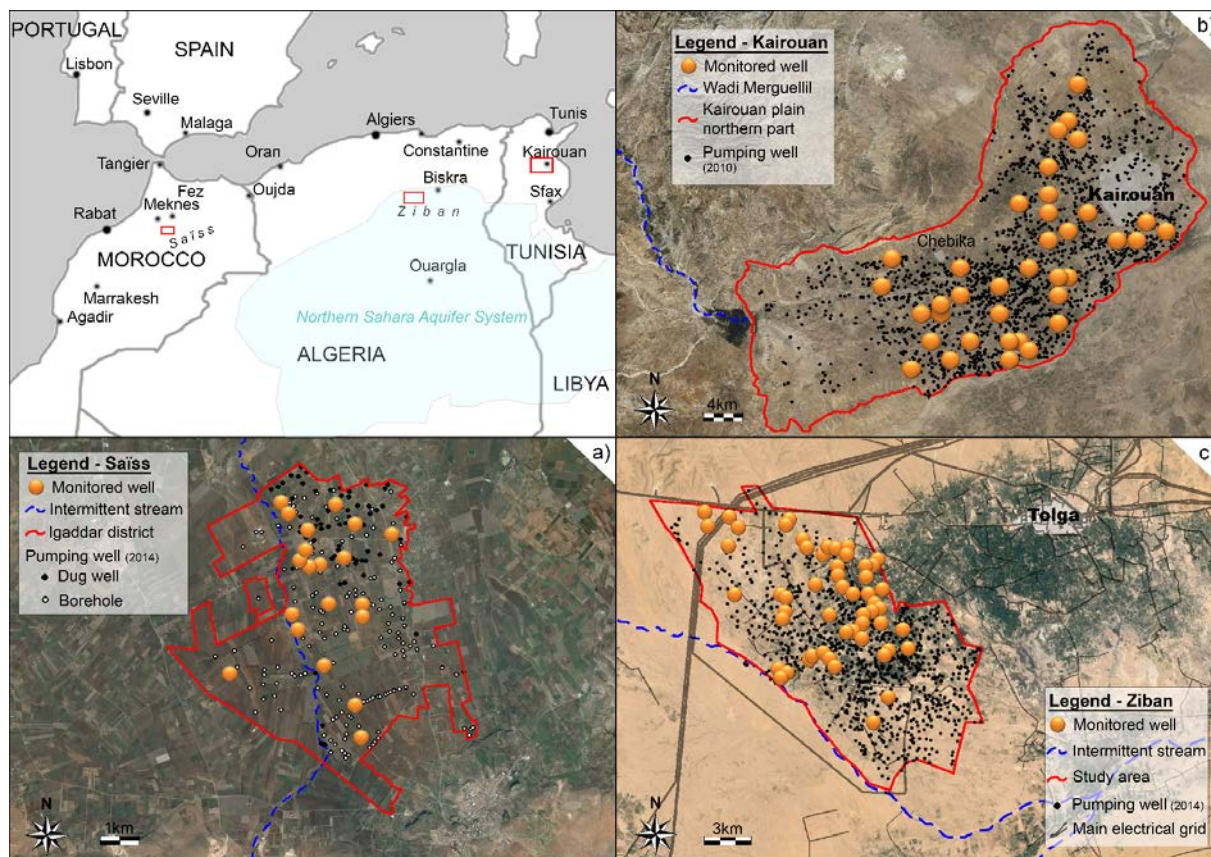 PORTUGAL
SPAIN
Lisbon
Seville
Malaga
Tangier
Oran
Algiers
Constantine
Tunis
Kairouan
Sfax
Biskra
Ziban
Oujda
Fez
Meknes
Rabat
Saïss
MOROCCO
Marrakesh
Agadir
Ouargla
TUNISIA
Northern Sahara Aquifer System
ALGERIA
LIBYA
b)
Legend - Kairouan
Monitored well
Wadi Merguellil
Kairouan plain
northern part
Pumping well
(2010)
Kairouan
Chebika
N
4km
a)
Legend - Saïss
Monitored well
Intermittent stream
Igaddar district
Pumping well (2014)
Dug well
Borehole
N
1km
c)
Tolga
Legend - Ziban
Monitored well
Intermittent stream
Study area
Pumping well (2014)
Main electrical grid
N
3km